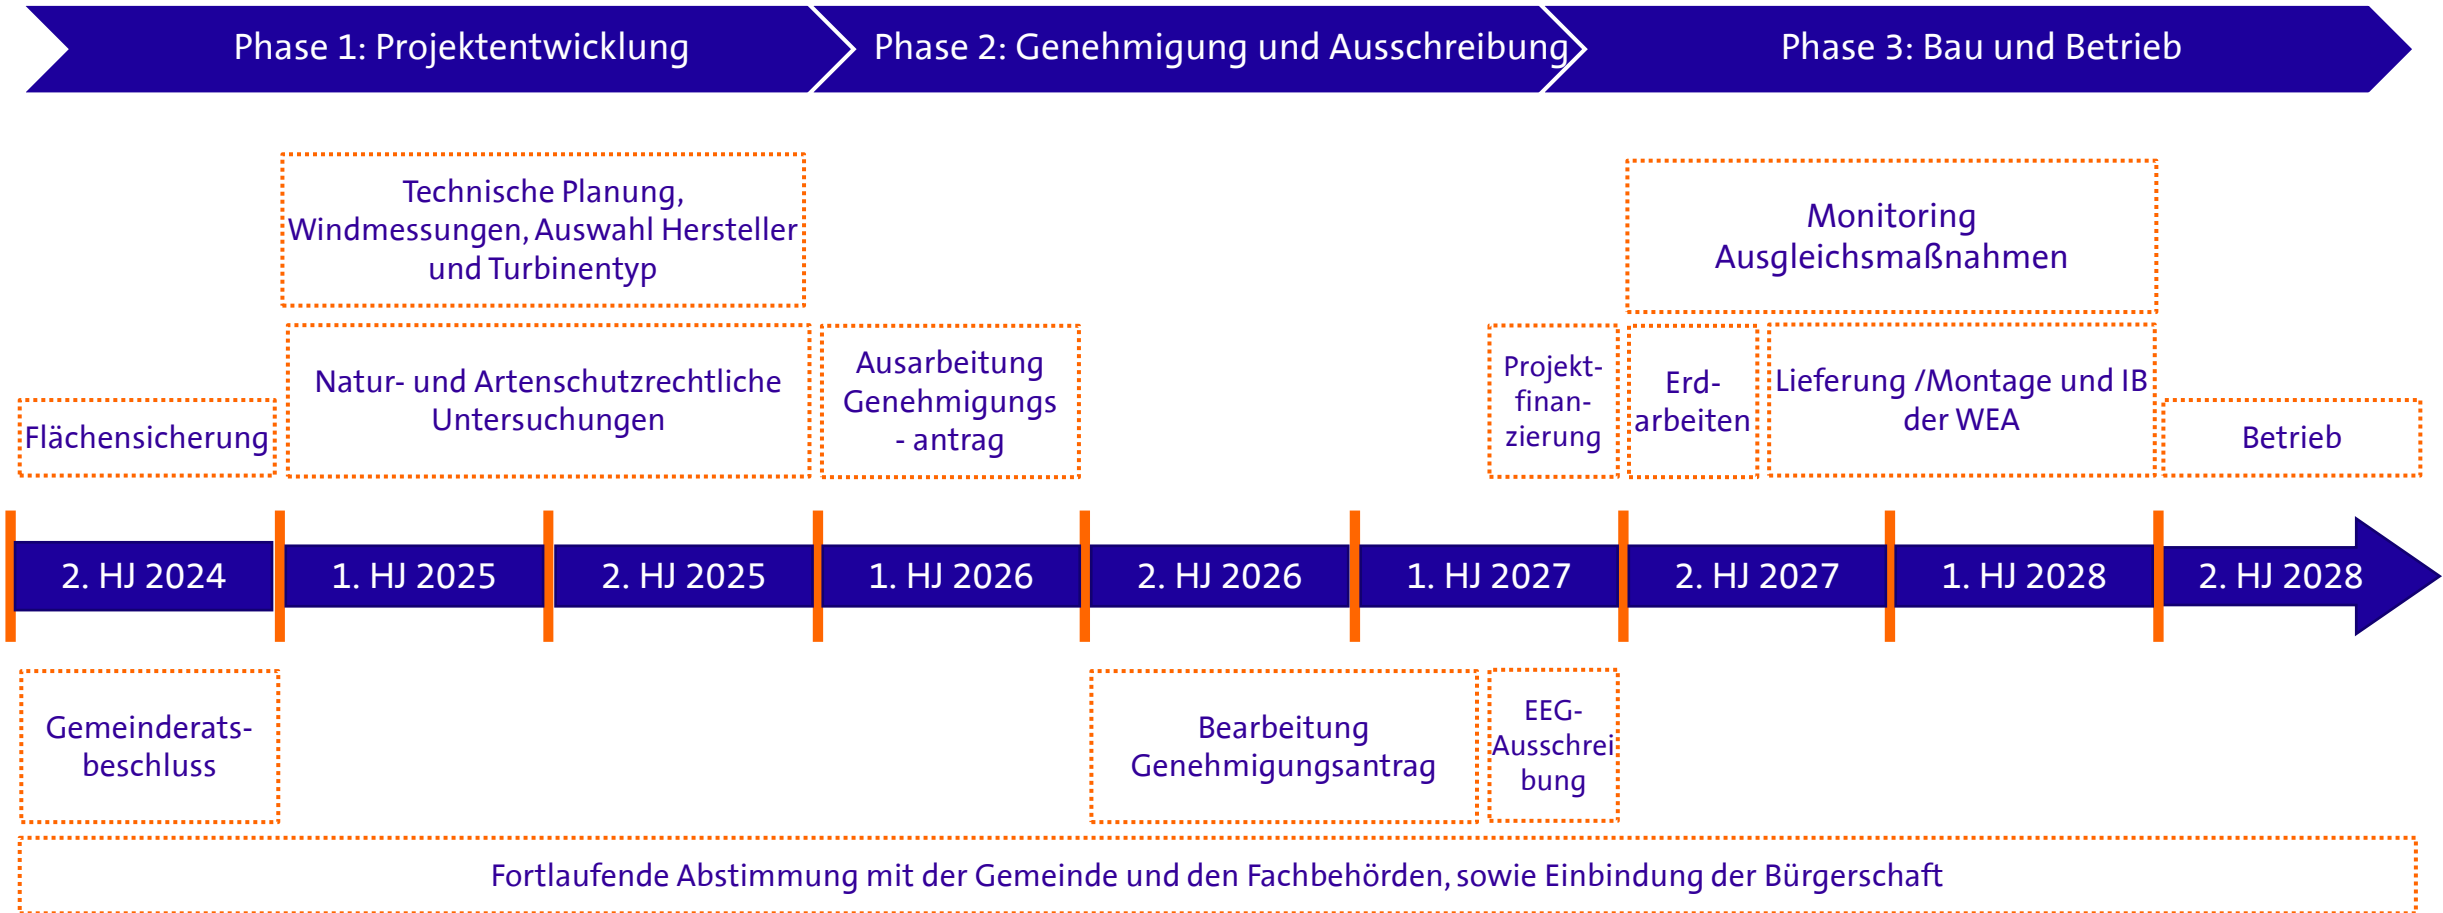 Phase 1: Projektentwicklung
Phase 2: Genehmigung und Ausschreibung
Phase 3: Bau und Betrieb
Technische Planung,
Windmessungen, Auswahl Hersteller
und Turbinentyp
Monitoring
Ausgleichsmaßnahmen
Flächensicherung
Natur- und Artenschutzrechtliche
Untersuchungen
Ausarbeitung
Genehmigungs
- antrag
Projekt-
finan-
zierung
Erd-
arbeiten
Lieferung /Montage und IB
der WEA
Betrieb
2. HJ 2024
1. HJ 2025
2. HJ 2025
1. HJ 2026
2. HJ 2026
1. HJ 2027
2. HJ 2027
1. HJ 2028
2. HJ 2028
Gemeinderats-
beschluss
Bearbeitung
Genehmigungsantrag
EEG-
Ausschrei
bung
Fortlaufende Abstimmung mit der Gemeinde und den Fachbehörden, sowie Einbindung der Bürgerschaft